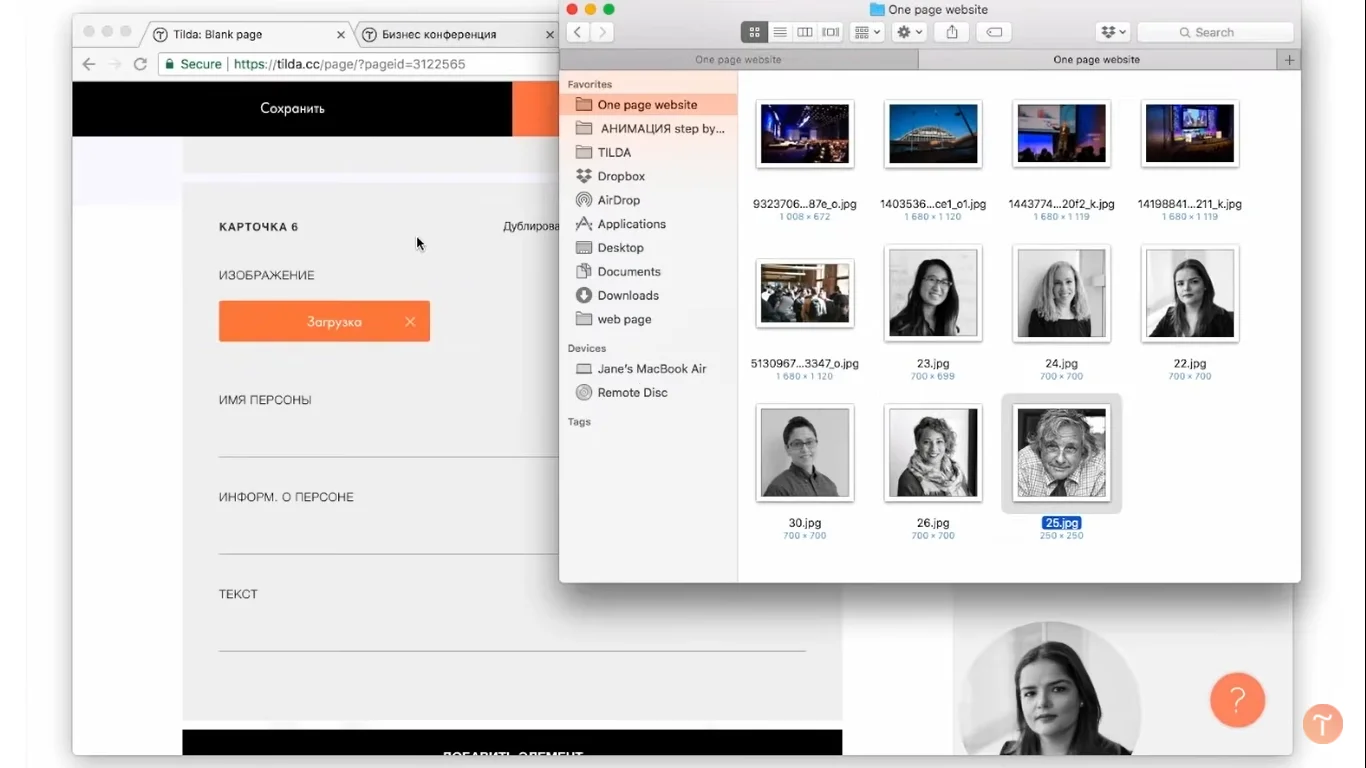 Tilda: Blank page
Бизнес конференция
Secure
https://tilda.cc/page/?pageid=3122565
Сохранить
КАРТОЧКА 6
Дублирова
ИЗОБРАЖЕНИЕ
Загрузка
ИМЯ ПЕРСОНЫ
ИНФОРМ. О ПЕРСОНЕ
ТЕКСТ
ДОБАВИТЬ ЭЛЕМЕНТ
One page website
Search
One page website
One page website
Favorites
One page website
АНИМАЦИЯ step by...
TILDA
Dropbox
AirDrop
Applications
Desktop
Documents
Downloads
web page
Devices
Jane's MacBook Air
Remote Disc
Tags
9323706...87e_o.jpg
1 008 × 672
1403536...ce1_o1.jpg
1 680 × 1 120
1443774...20f2_k.jpg
1 680 × 1 119
14198841...211_k.jpg
1 680 × 1 119
5130967...3347_o.jpg
1 680 × 1 120
23.jpg
700 × 699
24.jpg
700 × 700
22.jpg
700 × 700
30.jpg
700 × 700
26.jpg
700 × 700
25.jpg
250 × 250
?